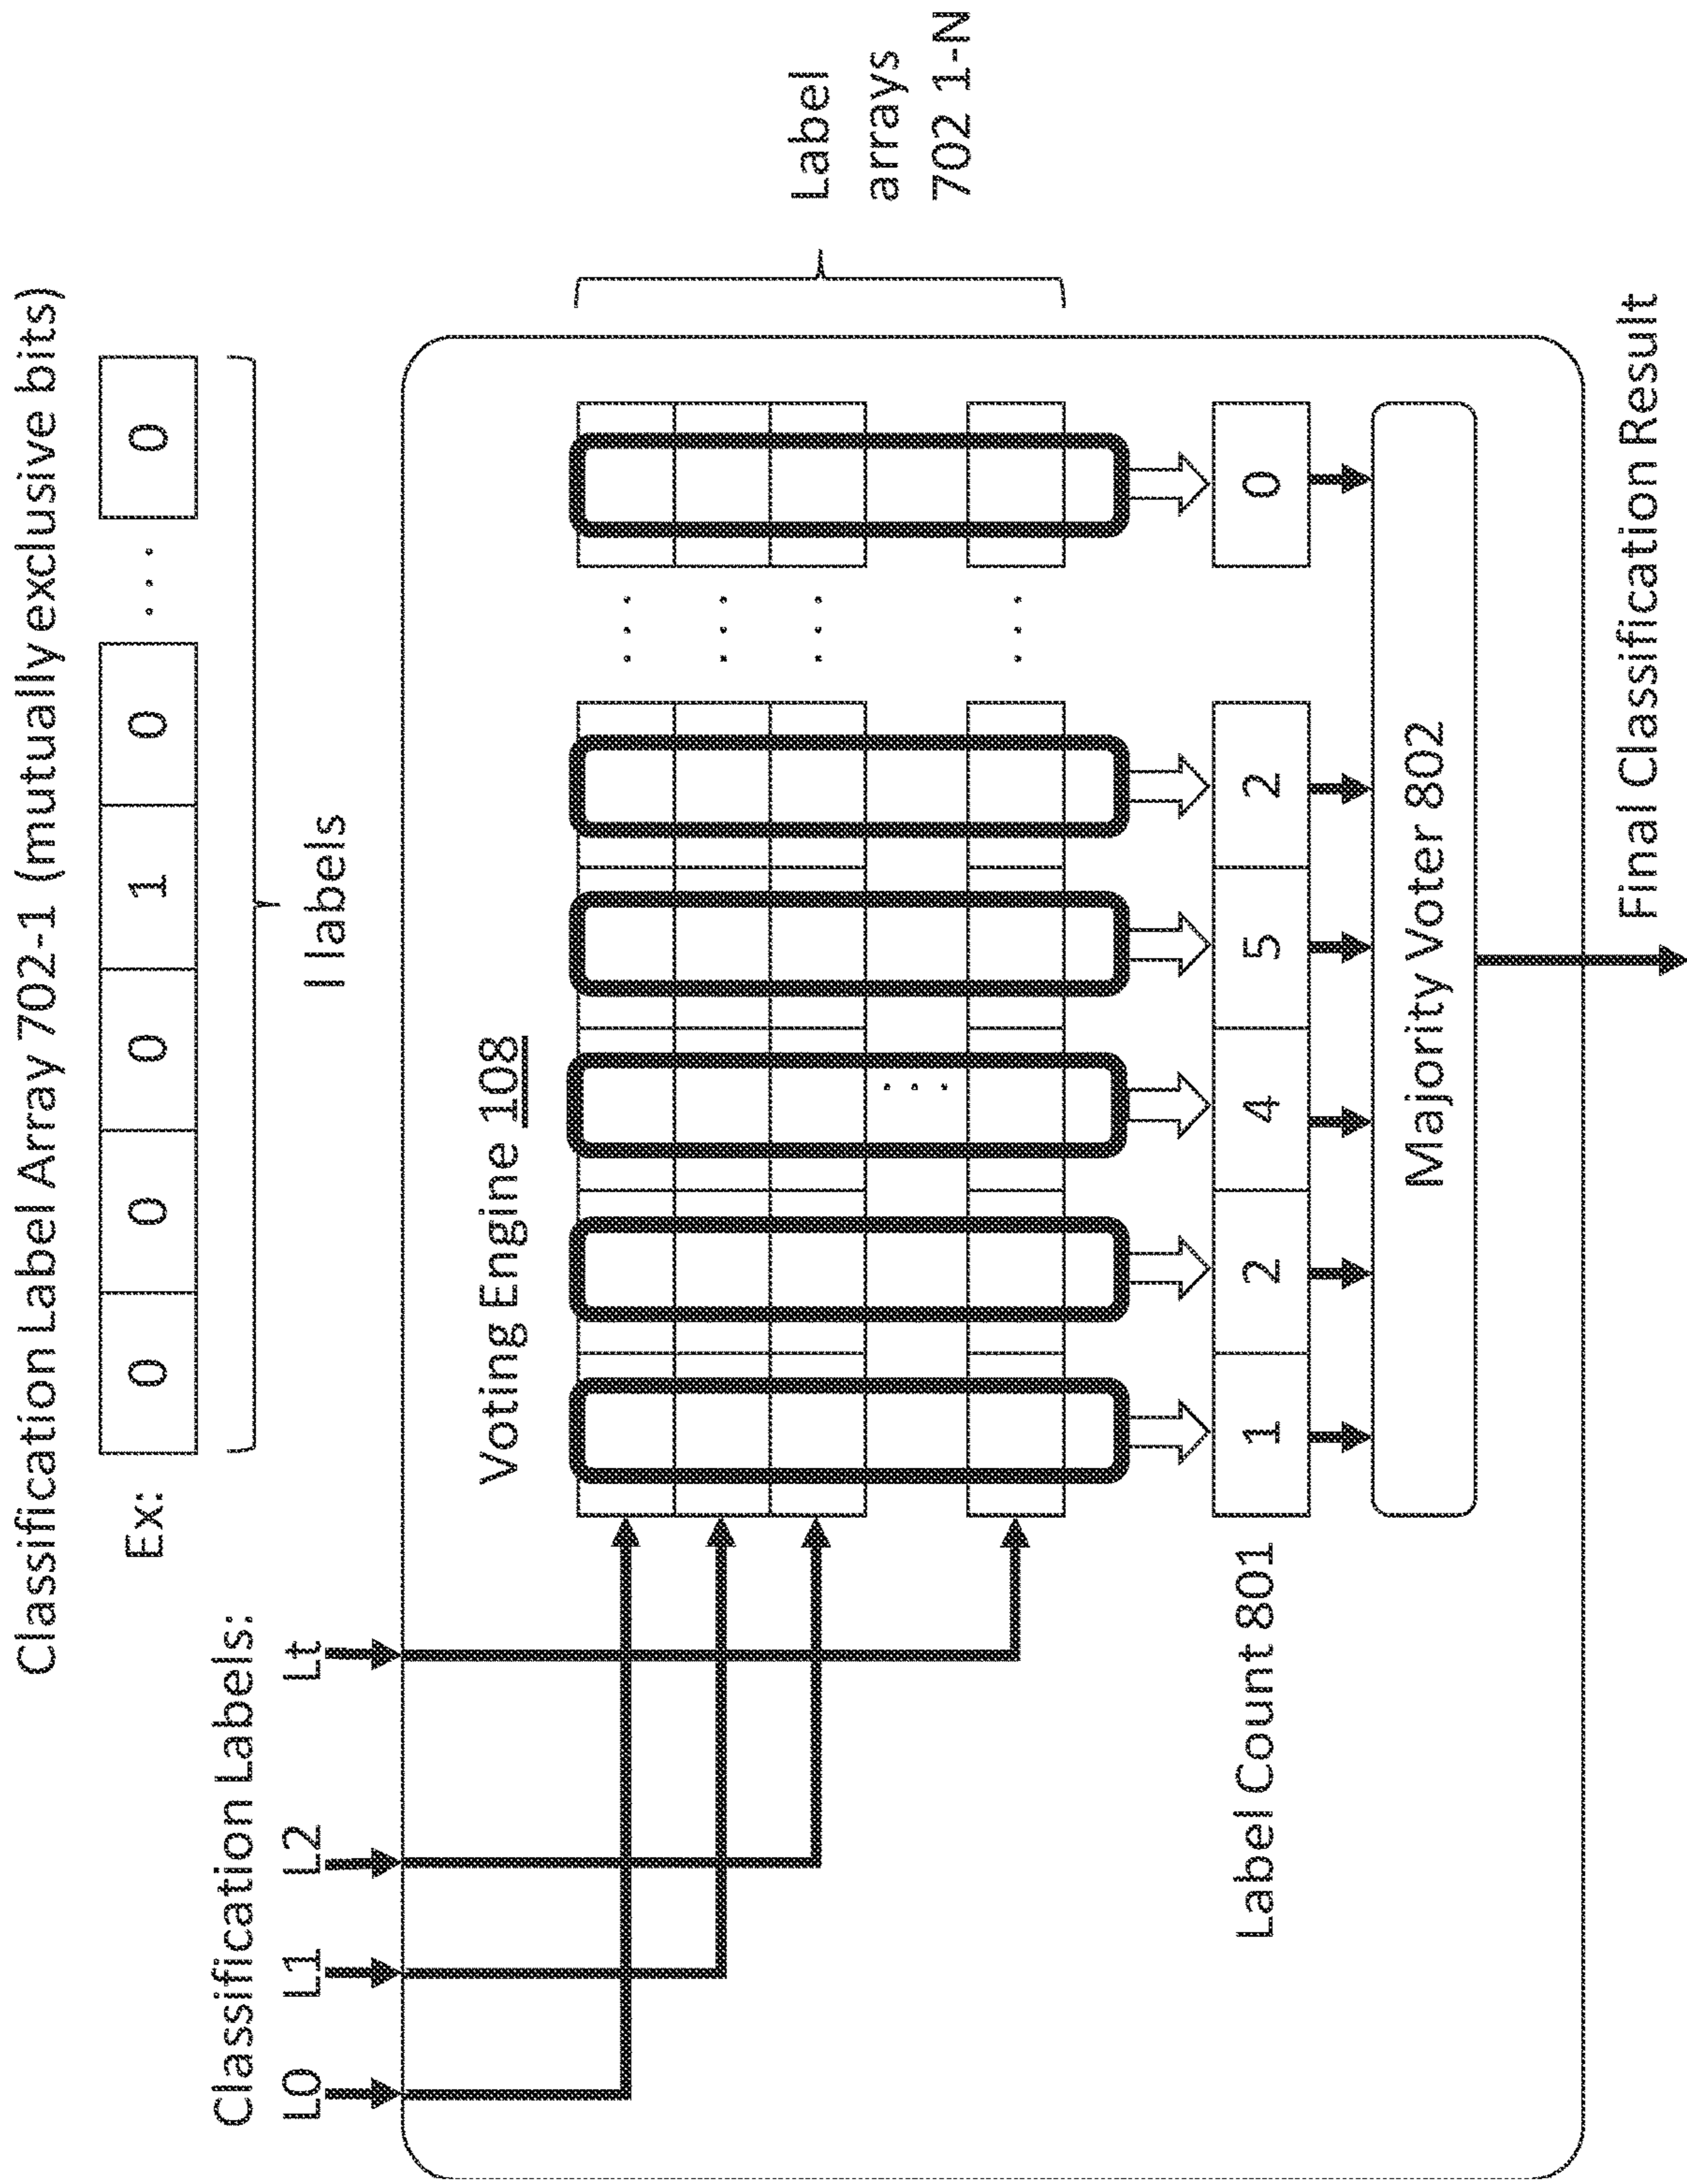 Classification Label Array 702-1 (mutually exclusive bits)
Ex: 0 0 0 1 0 ... 0
l labels
Classification Labels:
L0 L1 L2 Lt
Voting Engine 108
Label
arrays
702 1-N
...
...
...
...
...
Label Count 801 1 2 4 5 2 0
Majority Voter 802
Final Classification Result